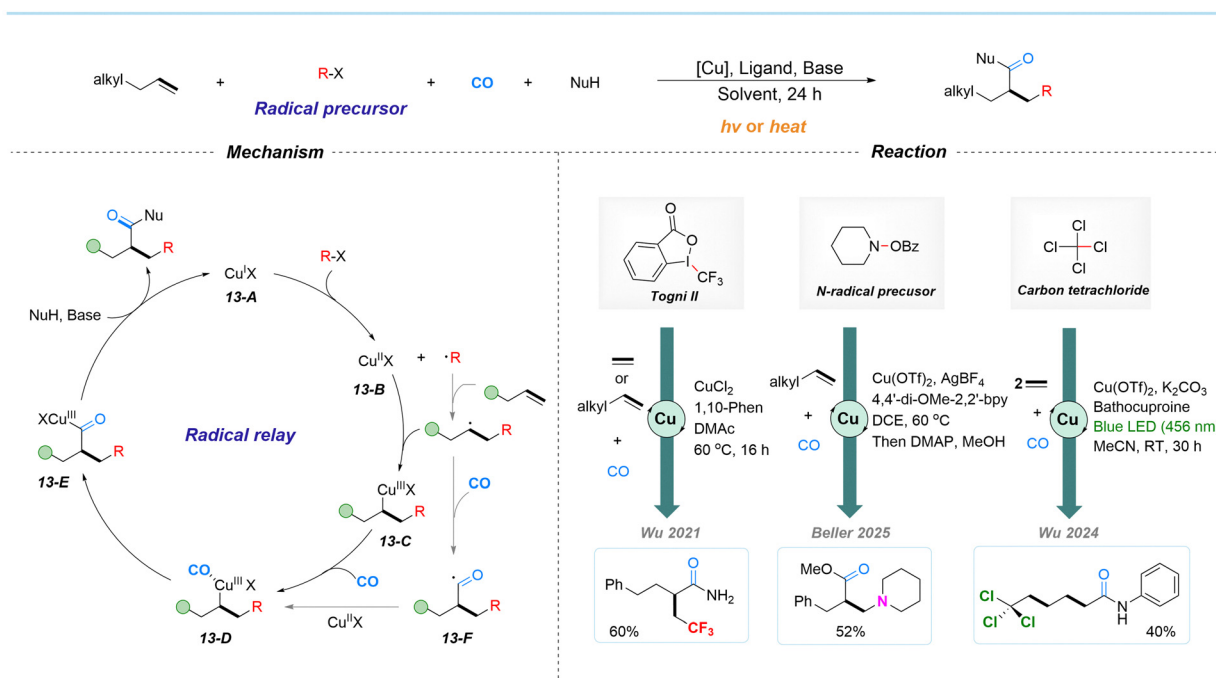 alkyl
+
R-X
Radical precursor
+
CO
+
NuH
[Cu], Ligand, Base
Solvent, 24 h
hv or heat
Nu
O
alkyl
R
Mechanism
Reaction
O
Nu
R
CuᴵX
13-A
R-X
NuH, Base
CuᴵᴵX
+
·R
13-B
XCuᴵᴵᴵ
O
R
13-E
Radical relay
R
CuᴵᴵᴵX
R
13-C
CO
CO
CO
Cuᴵᴵᴵ X
R
13-D
CuᴵᴵX
O
R
13-F
O
O
I
CF₃
Togni II
N
OBz
N-radical precusor
Cl
Cl
Cl
Cl
Carbon tetrachloride
or
alkyl
+
CO
Cu
CuCl₂
1,10-Phen
DMAc
60 °C, 16 h
alkyl
+
CO
Cu
Cu(OTf)₂, AgBF₄
4,4'-di-OMe-2,2'-bpy
DCE, 60 °C
Then DMAP, MeOH
2
+
CO
Cu
Cu(OTf)₂, K₂CO₃
Bathocuproine
Blue LED (456 nm
MeCN, RT, 30 h
Wu 2021
Beller 2025
Wu 2024
Ph
O
NH₂
CF₃
60%
MeO
O
Ph
N
52%
Cl
Cl
Cl
O
N
H
40%